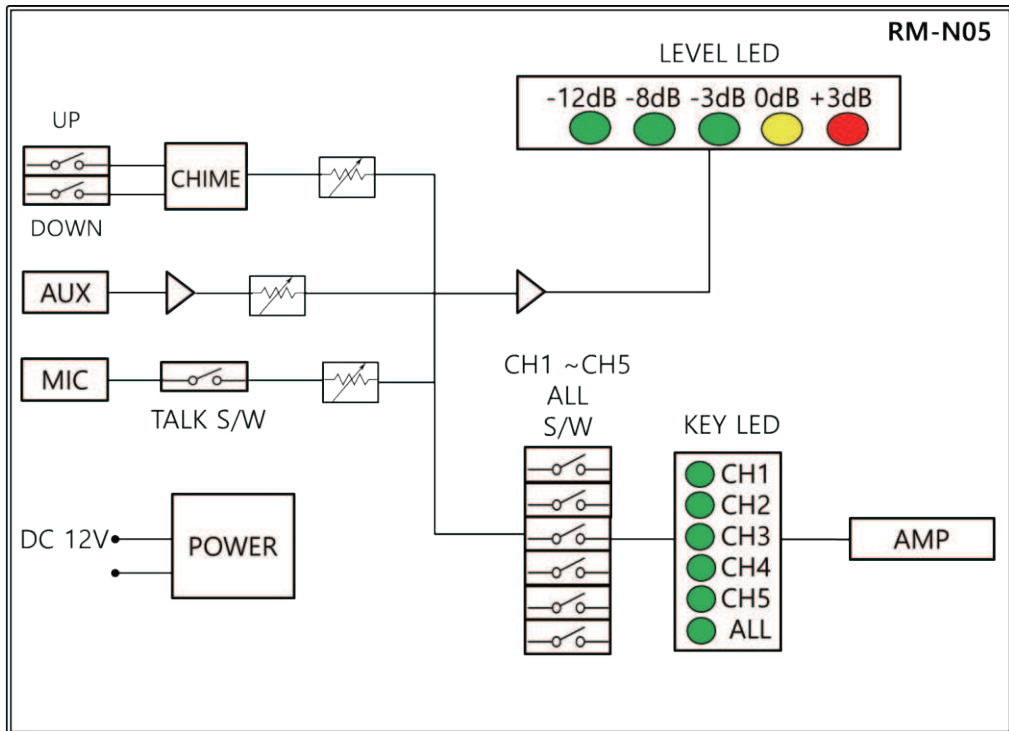 RM-N05
LEVEL LED
-12dB -8dB -3dB 0dB +3dB
UP
CHIME
DOWN
AUX
MIC
TALK S/W
CH1 ~CH5
ALL
S/W
KEY LED
CH1
CH2
CH3
CH4
CH5
ALL
AMP
DC 12V
POWER